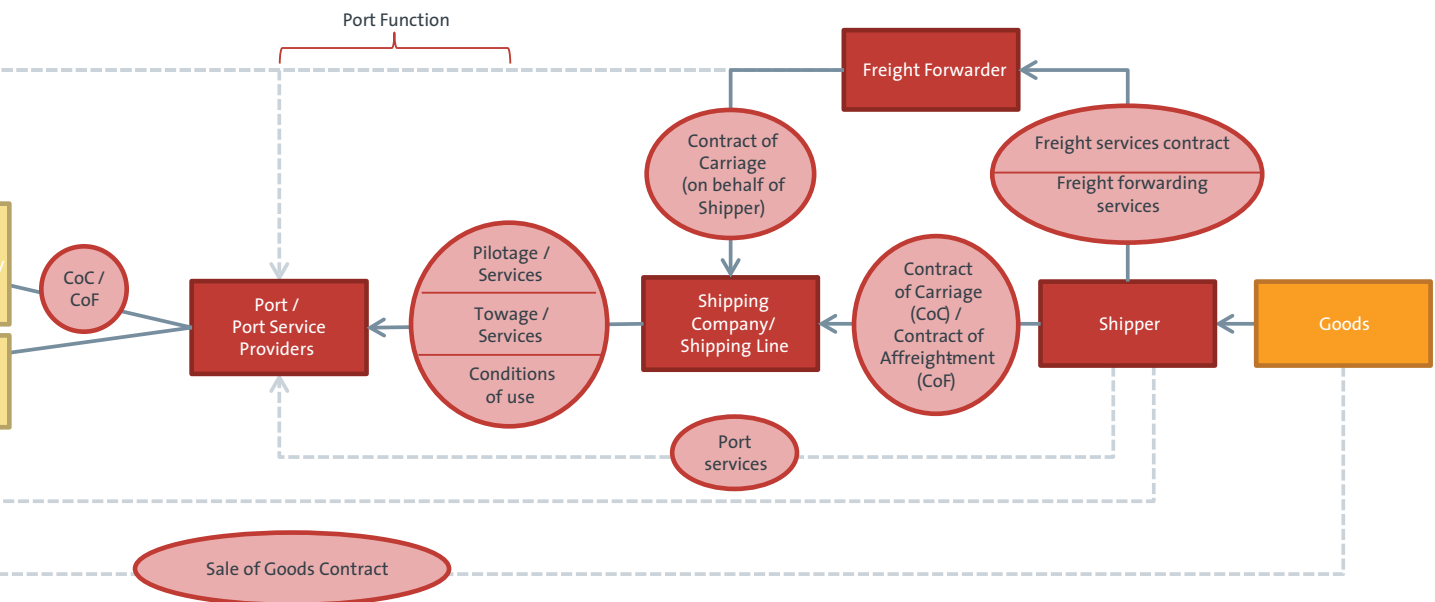 Port Function
Freight Forwarder
Contract of
Carriage
(on behalf of
Shipper)
Freight services contract
Freight forwarding
services
/
CoC /
CoF
Port /
Port Service
Providers
Pilotage /
Services
Towage /
Services
Conditions
of use
Shipping
Company/
Shipping Line
Contract
of Carriage
(CoC) /
Contract of
Affreightment
(CoF)
Shipper
Goods
Port
services
Sale of Goods Contract